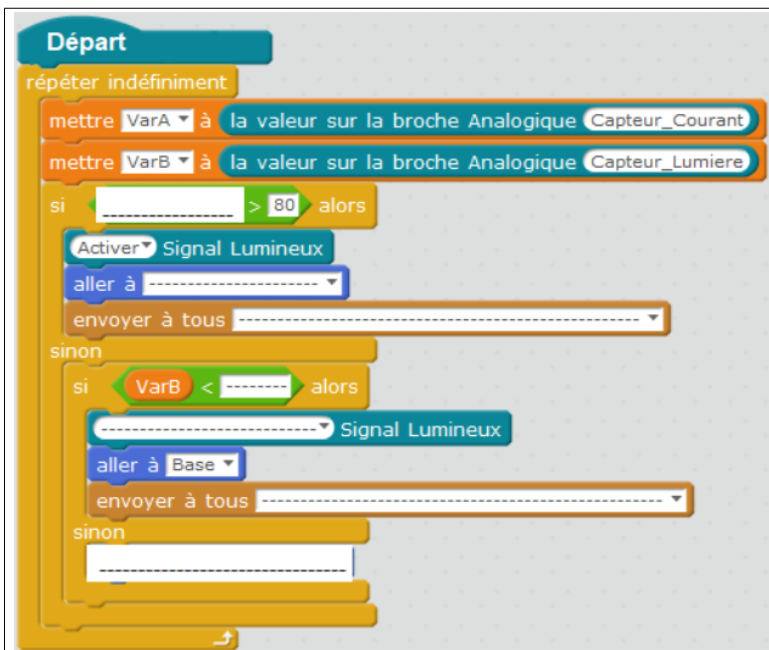 Départ
répéter indéfiniment
mettre VarA à la valeur sur la broche Analogique Capteur_Courant
mettre VarB à la valeur sur la broche Analogique Capteur_Lumiere
si _________________ > 80 alors
Activer Signal Lumineux
aller à ----------------------
envoyer à tous ----------------------------------------------------
sinon
si VarB < -------- alors
---------------------------- Signal Lumineux
aller à Base
envoyer à tous ----------------------------------------------------
sinon
_________________________